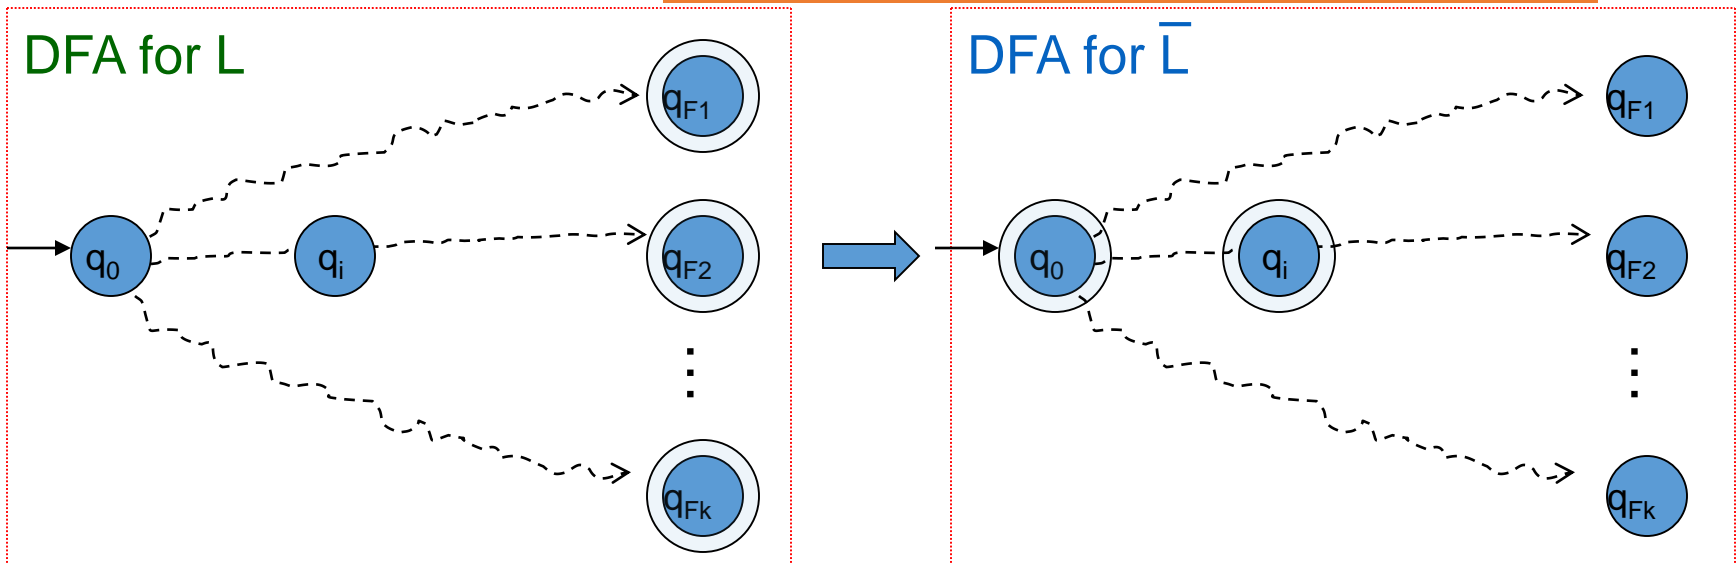 DFA for L
q0
qi
qF1
qF2
⋮
qFk
DFA for L̅
q0
qi
qF1
qF2
⋮
qFk